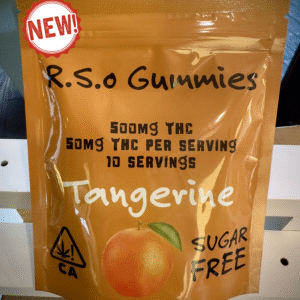 NEW!
R.S.o Gummies
500mg THC
50mg THC PER SERVING
10 SERVINGS
Tangerine
SUGAR
FREE
CA